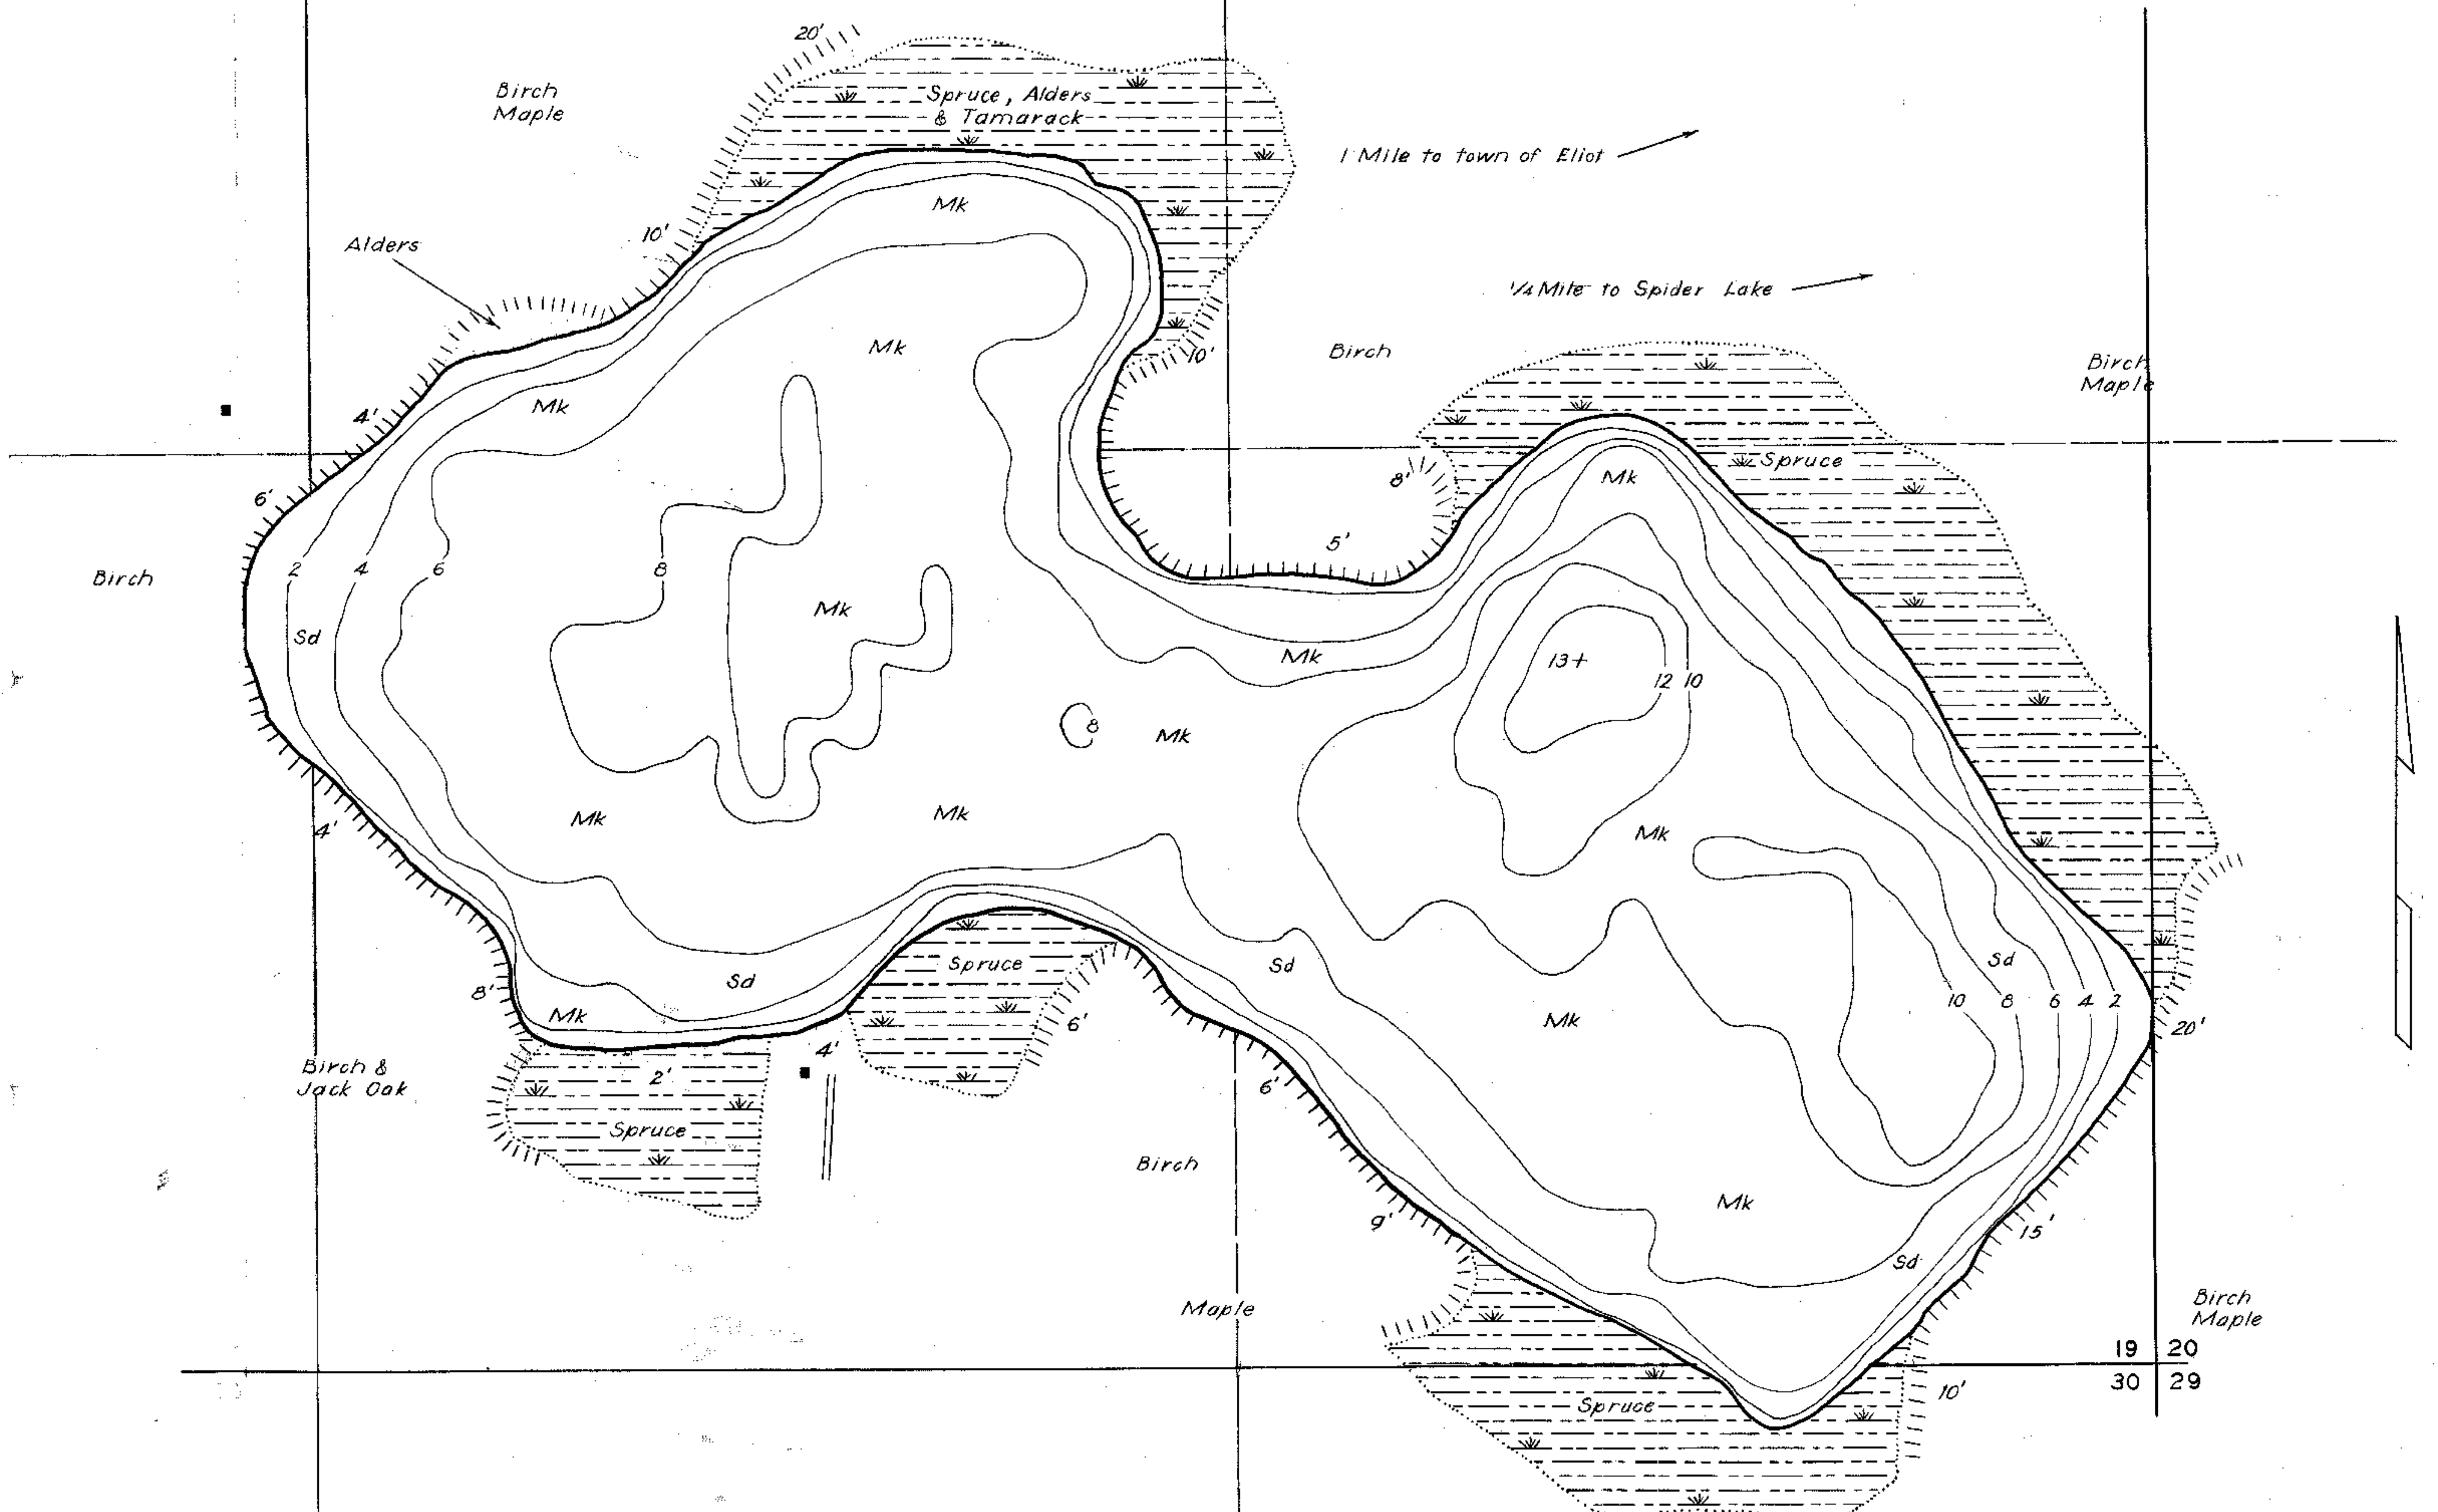 20'
Birch
Maple
Spruce, Alders
& Tamarack
1 Mile to town of Eliot
Mk
10'
Alders
1/4 Mile to Spider Lake
Mk
10'
Birch
Birch
Maple
Mk
4'
6'
8'
Mk
Spruce
5'
Birch
2
4
6
8
Mk
Sd
Mk
13+
12
10
8
Mk
Mk
Mk
4'
Mk
Spruce
Sd
Sd
Sd
8'
Mk
6'
Mk
10
8
6
4
2
20'
4'
Birch &
Jack Oak
2'
6'
Spruce
Birch
9'
Mk
15'
Sd
Maple
Birch
Maple
19
20
30
29
10'
Spruce